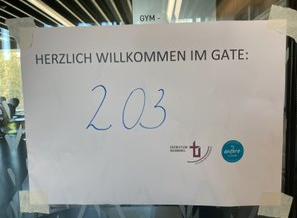 GYM -
HERZLICH WILLKOMMEN IM GATE:
203